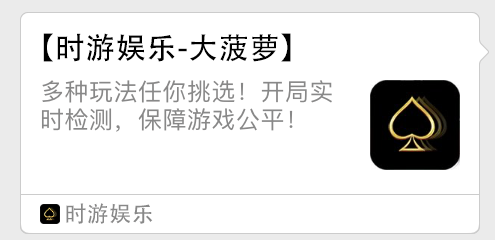 【时游娱乐-大菠萝】
多种玩法任你挑选！开局实
时检测，保障游戏公平！
时游娱乐